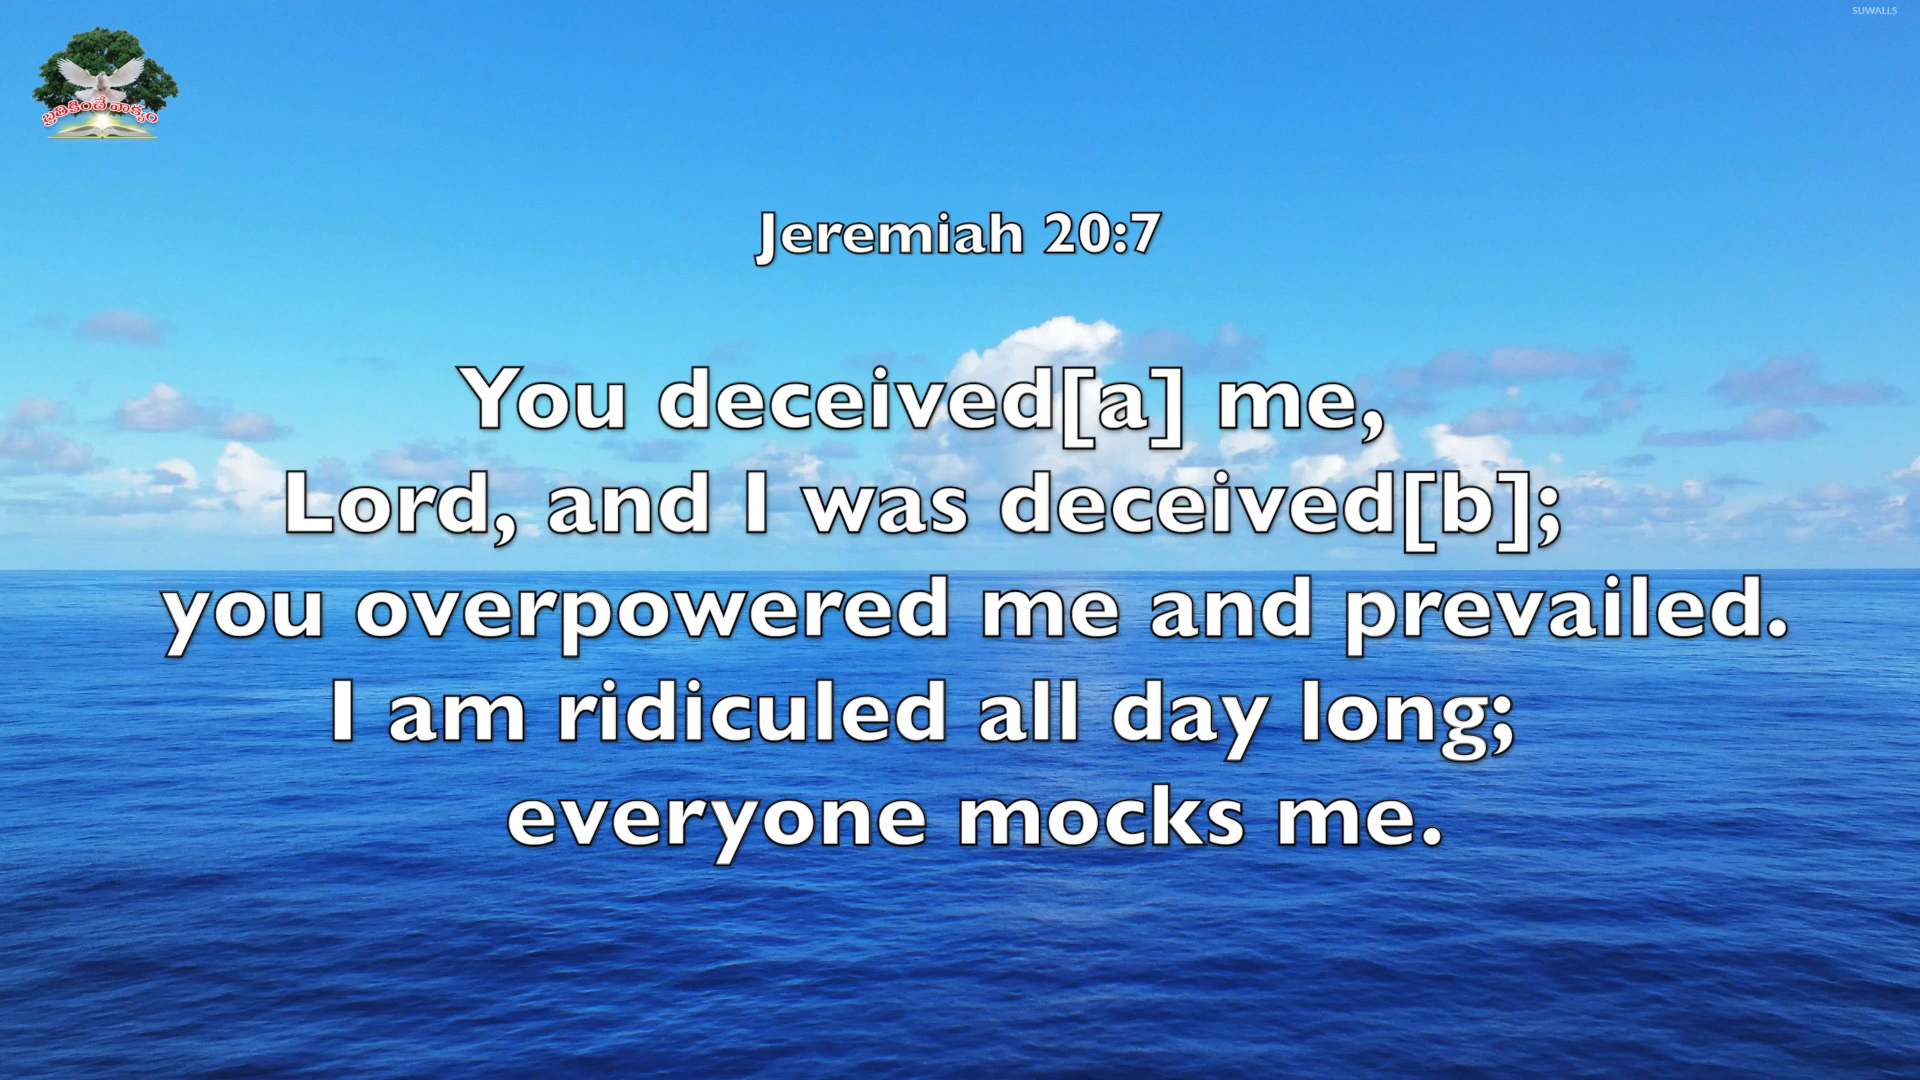 SUWALLS
బ్రతికించే వాక్యం
Jeremiah 20:7
You deceived[a] me,
Lord, and I was deceived[b];
you overpowered me and prevailed.
I am ridiculed all day long;
everyone mocks me.